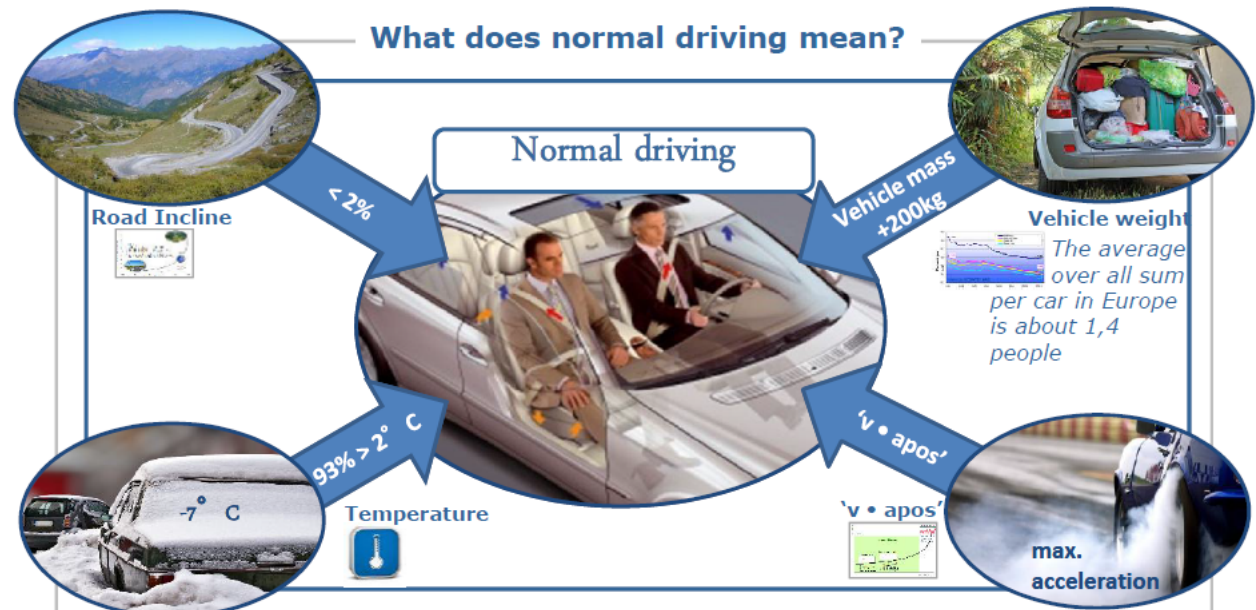 What does normal driving mean?
Normal driving
< 2%
Vehicle mass
+200kg
Road Incline
Vehicle weight
The average
over all sum
per car in Europe
is about 1,4
people
93% > 2° C
'v • apos'
-7° C
Temperature
'v • apos'
max.
acceleration